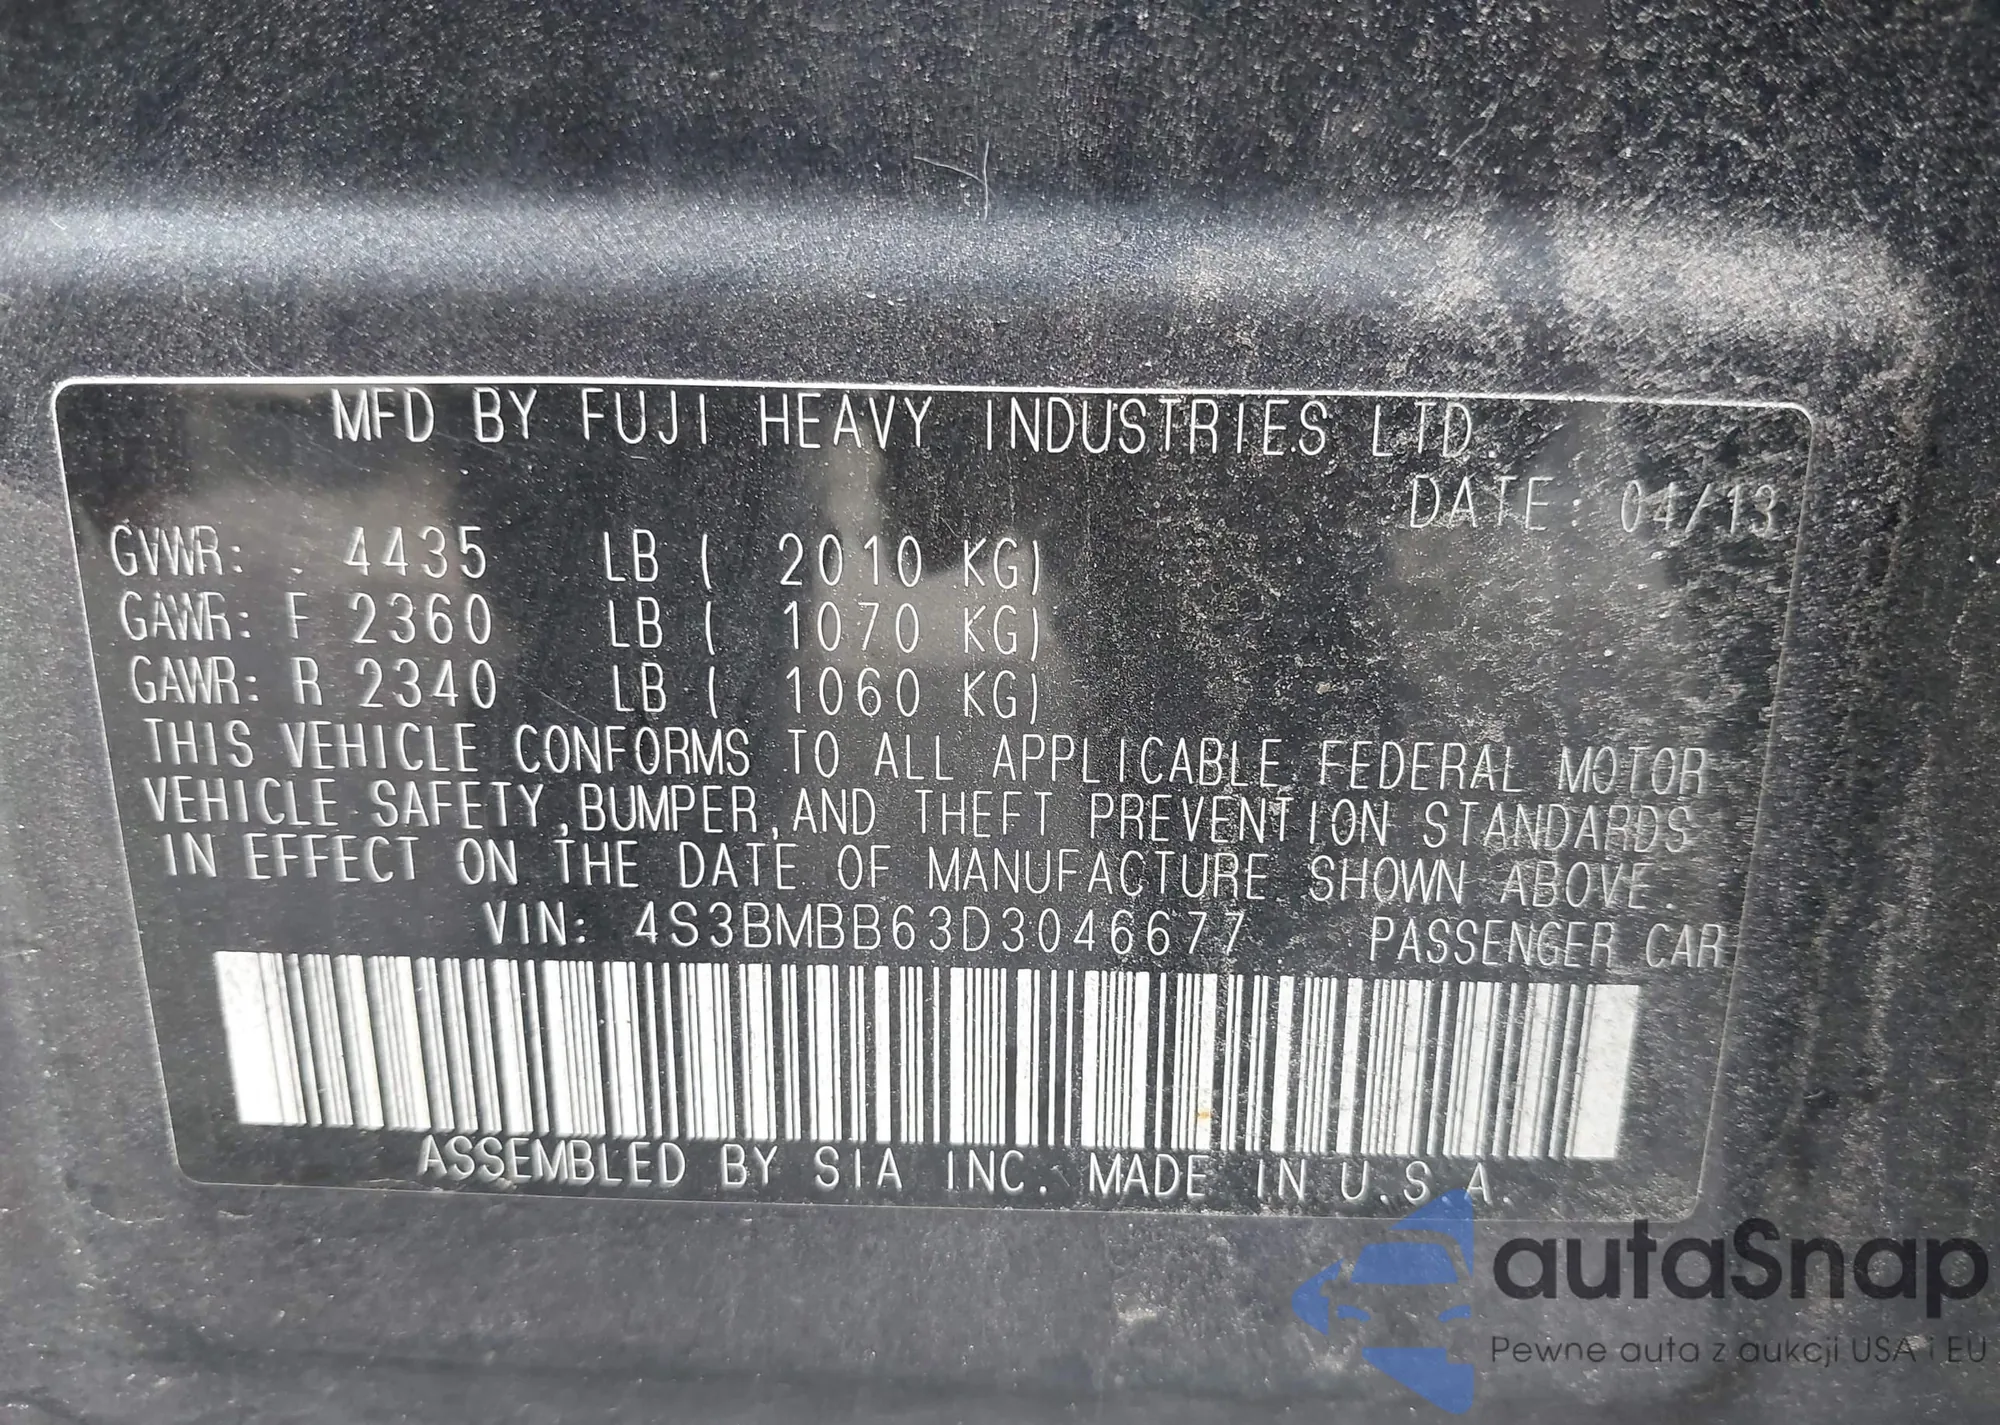 MFD BY FUJI HEAVY INDUSTRIES LTD.
DATE: 04/13
GVWR: 4435 LB ( 2010 KG)
GAWR: F 2360 LB ( 1070 KG)
GAWR: R 2340 LB ( 1060 KG)
THIS VEHICLE CONFORMS TO ALL APPLICABLE FEDERAL MOTOR
VEHICLE SAFETY,BUMPER,AND THEFT PREVENTION STANDARDS
IN EFFECT ON THE DATE OF MANUFACTURE SHOWN ABOVE.
VIN: 4S3BMBB63D3046677 PASSENGER CAR
ASSEMBLED BY SIA INC. MADE IN U.S.A.
autaSnap
Pewne auta z aukcji USA i EU